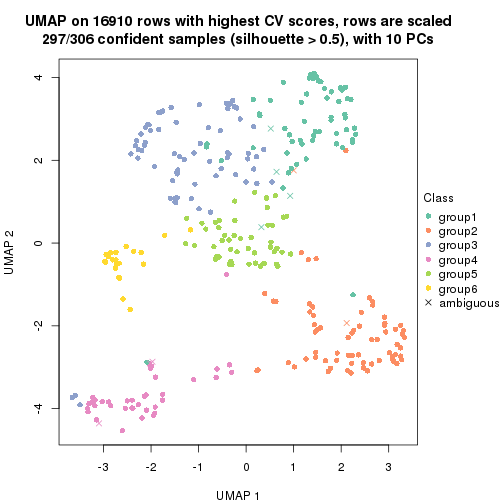 UMAP on 16910 rows with highest CV scores, rows are scaled
297/306 confident samples (silhouette > 0.5), with 10 PCs
4
2
0
-2
-4
UMAP 2
-3
-2
-1
0
1
2
3
UMAP 1
Class
group1
group2
group3
group4
group5
group6
ambiguous